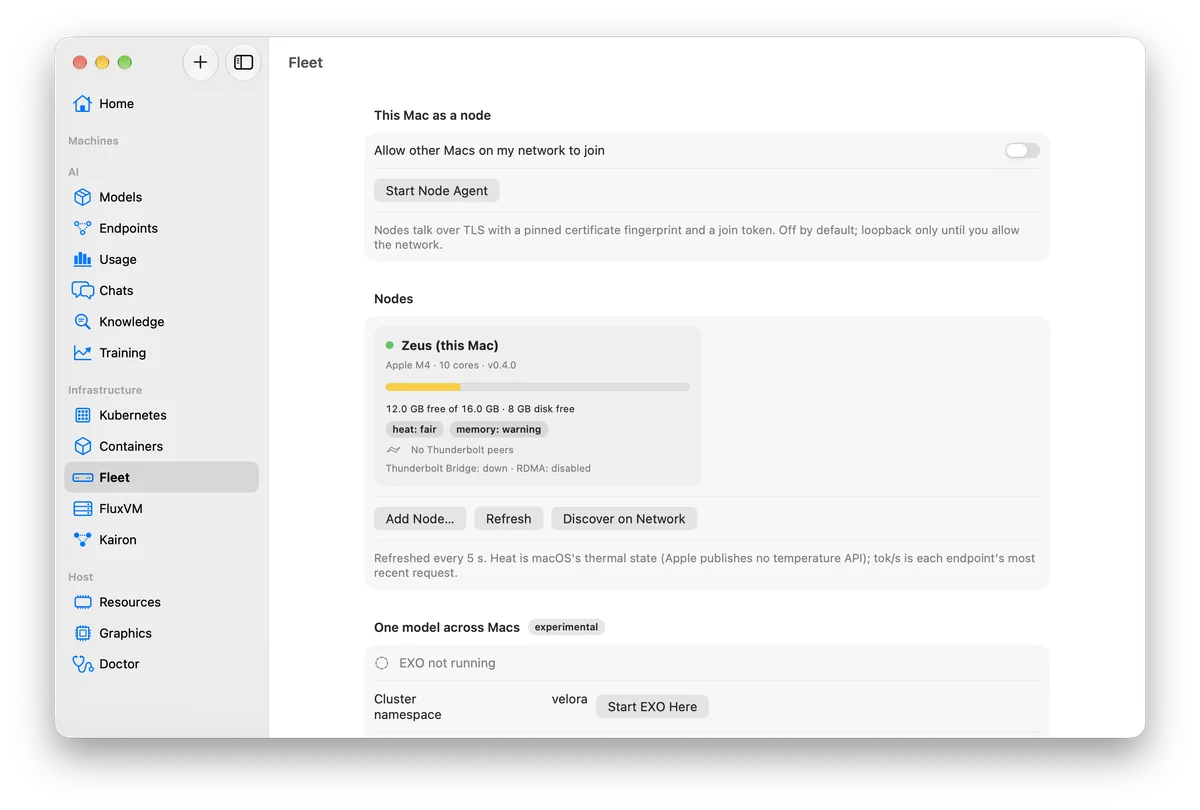 Fleet
Home
Machines
AI
Models
Endpoints
Usage
Chats
Knowledge
Training
Infrastructure
Kubernetes
Containers
Fleet
FluxVM
Kairon
Host
Resources
Graphics
Doctor
This Mac as a node
Allow other Macs on my network to join
Start Node Agent
Nodes talk over TLS with a pinned certificate fingerprint and a join token. Off by default; loopback only until you allow
the network.
Nodes
Zeus (this Mac)
Apple M4 · 10 cores · v0.4.0
12.0 GB free of 16.0 GB · 8 GB disk free
heat: fair memory: warning
No Thunderbolt peers
Thunderbolt Bridge: down · RDMA: disabled
Add Node... Refresh Discover on Network
Refreshed every 5 s. Heat is macOS's thermal state (Apple publishes no temperature API); tok/s is each endpoint's most
recent request.
One model across Macs experimental
EXO not running
Cluster
namespace
velora
Start EXO Here